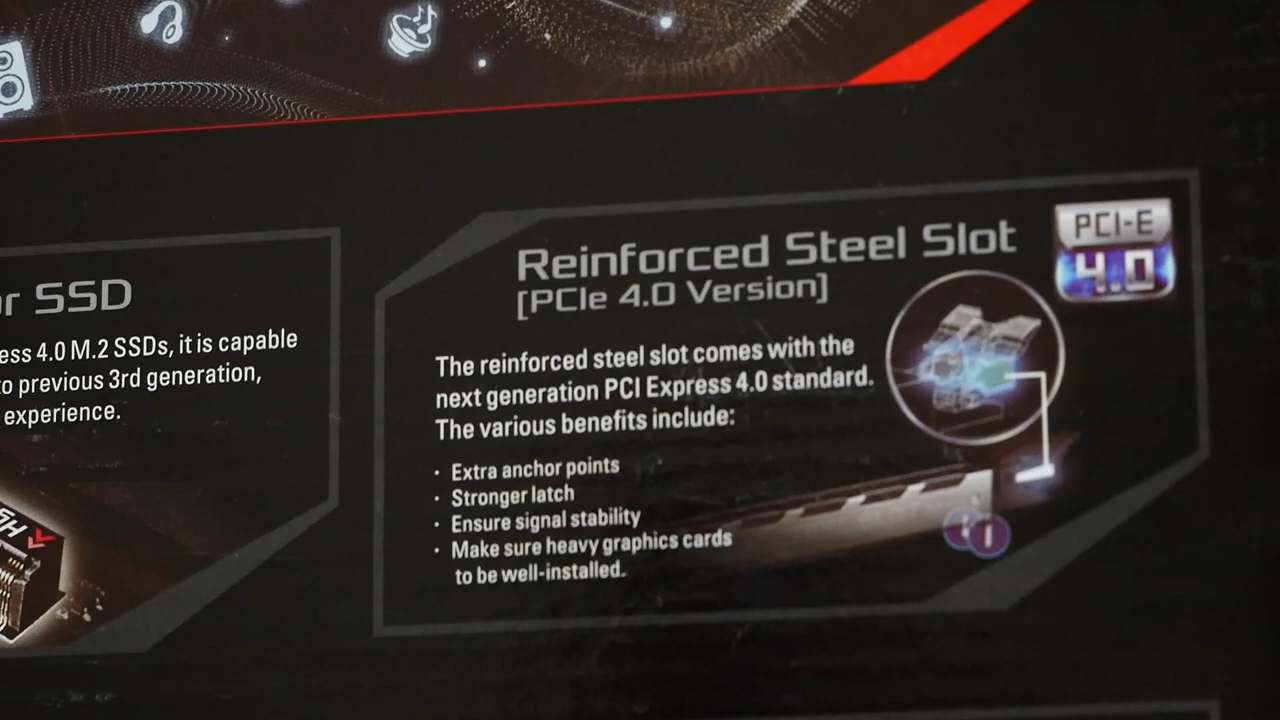 r SSD
ess 4.0 M.2 SSDs, it is capable
to previous 3rd generation,
experience.
Reinforced Steel Slot
[PCIe 4.0 Version]
PCI-E
4.0
The reinforced steel slot comes with the
next generation PCI Express 4.0 standard.
The various benefits include:
· Extra anchor points
· Stronger latch
· Ensure signal stability
· Make sure heavy graphics cards
to be well-installed.